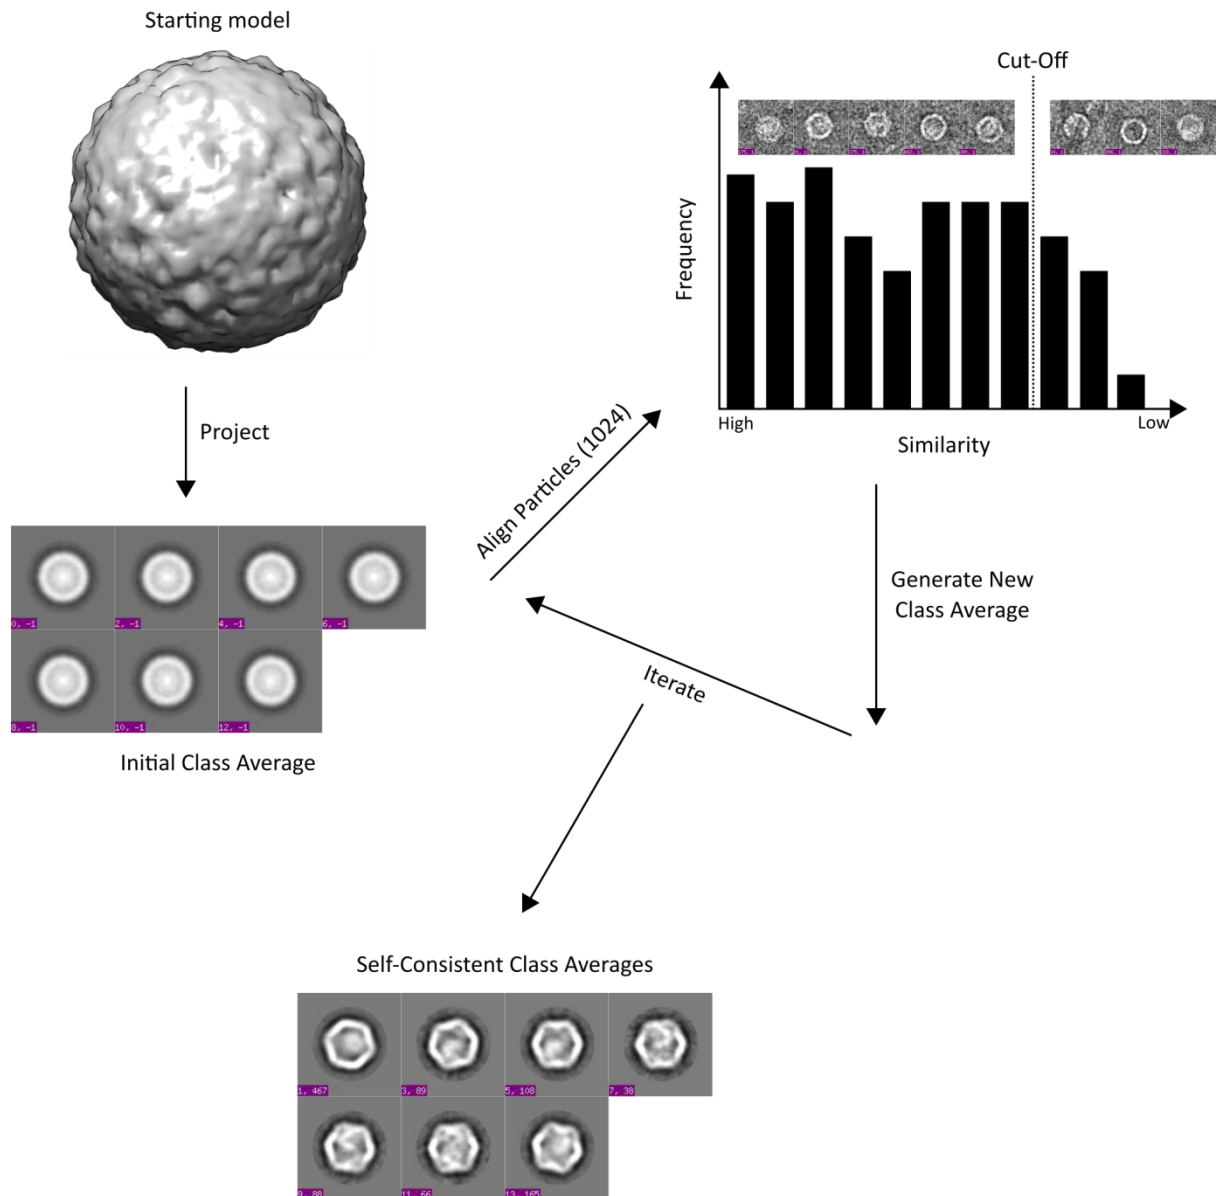 Starting model
Project
0, -1
2, -1
4, -1
6, -1
8, -1
10, -1
12, -1
Initial Class Average
Align Particles (1024)
Cut-Off
Frequency
High
Low
Similarity
Generate New
Class Average
Iterate
Self-Consistent Class Averages
1, 467
3, 89
5, 108
7, 38
9, 88
11, 66
13, 165